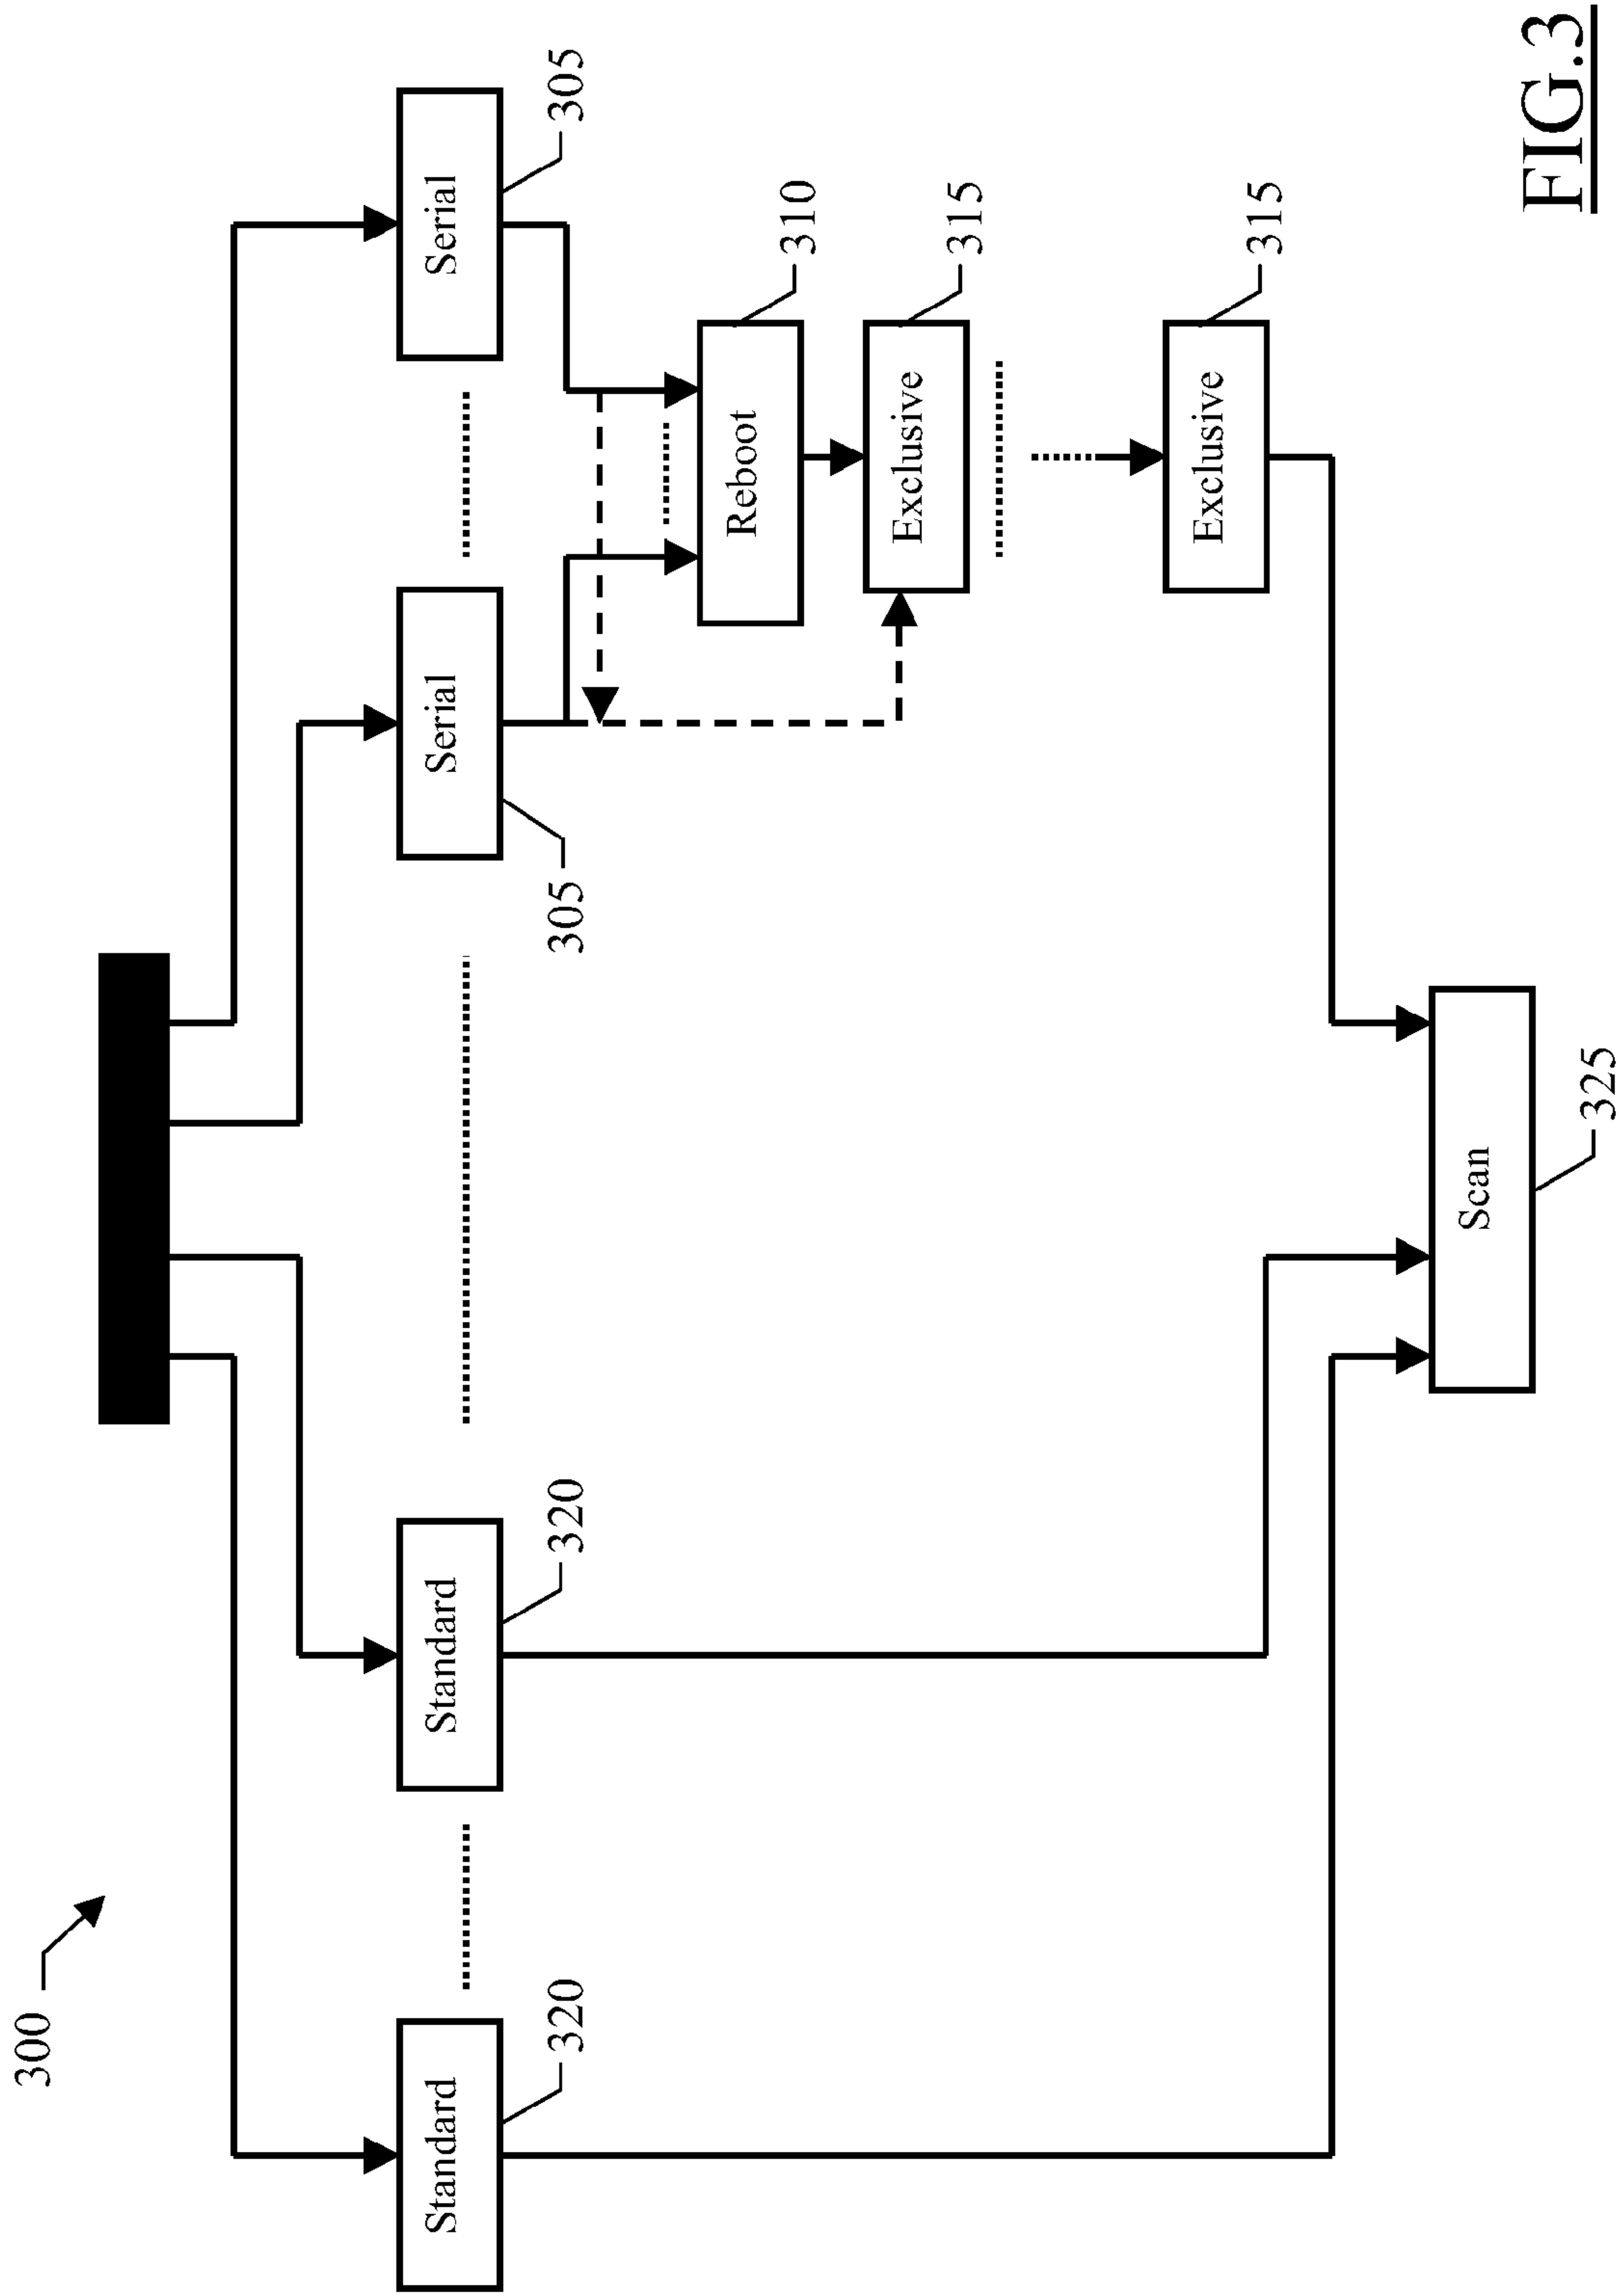 300
Standard
Standard
Serial
Serial
320
320
305
305
Reboot
310
Exclusive
315
Exclusive
315
Scan
325
FIG.3